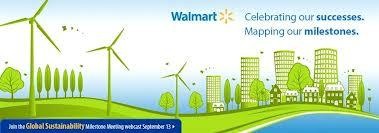 Walmart
Celebrating our successes.
Mapping our milestones.
Join the Global Sustainability Milestone Meeting webcast September 13 >